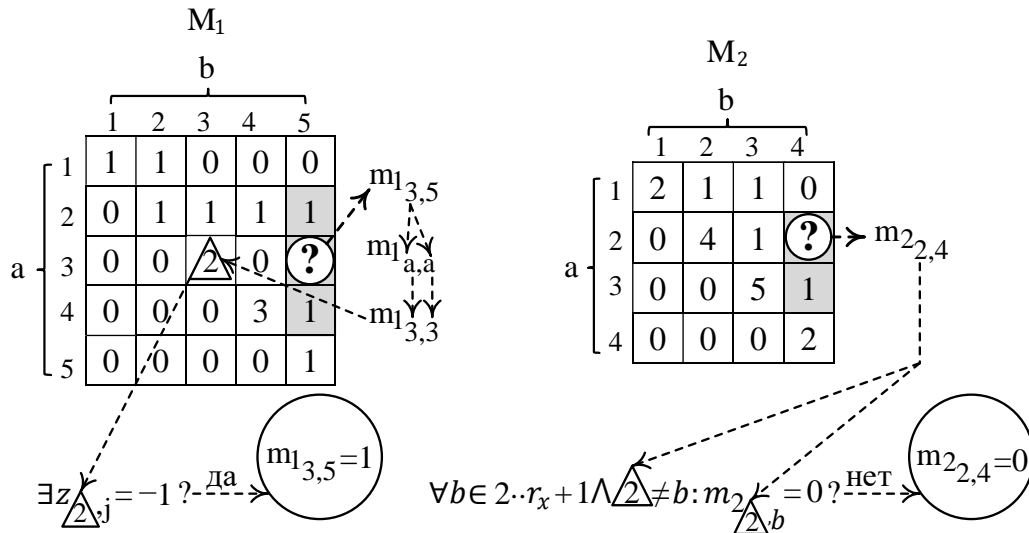 M₁ M₂
b b
1 2 3 4 5
1 2 3 4
a a
1 1 1 0 0 0
2 0 1 1 1 1
3 0 0 2 0 ?
4 0 0 0 3 1
5 0 0 0 0 1
m₁₃,₅
m₁ₐ,ₐ
m₁₃,₃
1 2 1 1 0
2 0 4 1 ?
3 0 0 5 1
4 0 0 0 2
m₂₂,₄
∃z₂,ⱼ = −1 ? да m₁₃,₅=1
∀b∈ 2··rₓ+1⋀2≠b: m₂₂,b = 0 ? нет m₂₂,₄=0